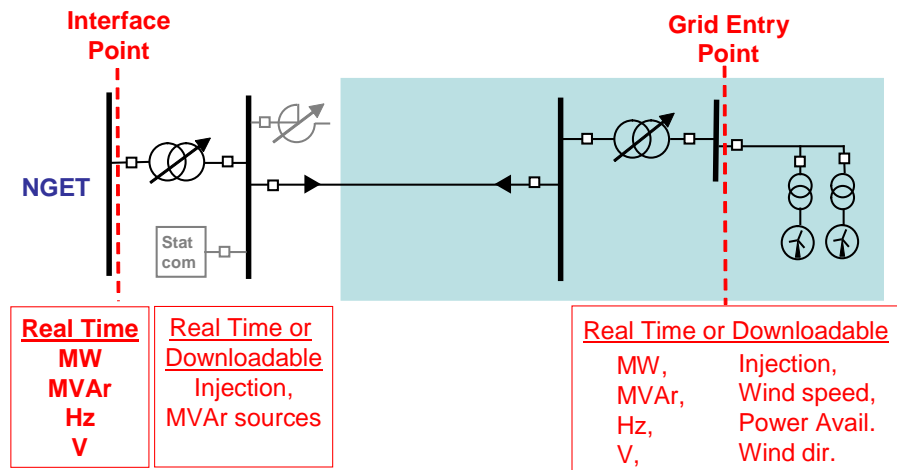 Interface
Point
Grid Entry
Point
NGET
Stat
com
Real Time
MW
MVAr
Hz
V
Real Time or
Downloadable
Injection,
MVAr sources
Real Time or Downloadable
MW, Injection,
MVAr, Wind speed,
Hz, Power Avail.
V, Wind dir.